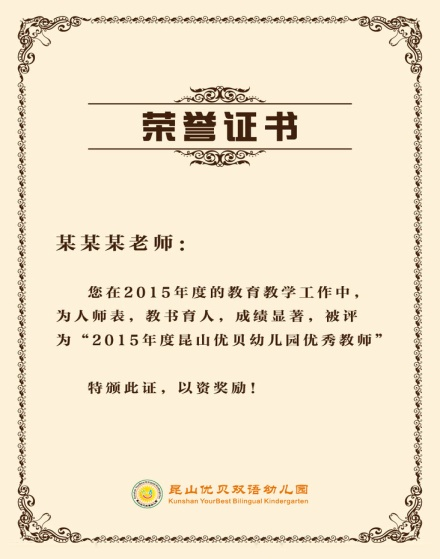 荣誉证书
某某某老师：
您在2015年度的教育教学工作中，
为人师表，教书育人，成绩显著，被评
为“2015年度昆山优贝幼儿园优秀教师”
特颁此证，以资奖励！
昆山优贝双语幼儿园
Kunshan YourBest Bilingual Kindergarten